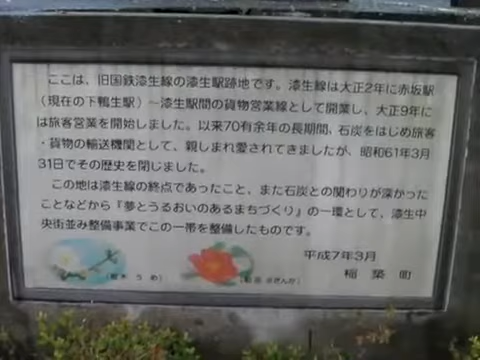 ここは、旧国鉄漆生線の漆生駅跡地です。漆生線は大正2年に赤坂駅
(現在の下鴨生駅)～漆生駅間の貨物営業線として開業し、大正9年に
は旅客営業を開始しました。以来70有余年の長期間、石炭をはじめ旅客
・貨物の輸送機関として、親しまれ愛されてきましたが、昭和61年3月
31日でその歴史を閉じました。
この地は漆生線の終点であったこと、また石炭との関わりが深かった
ことなどから『夢とうるおいのあるまちづくり』の一環として、漆生中
央街並み整備事業でこの一帯を整備したものです。
平成7年3月
稲築町
うめ)
さざんか)